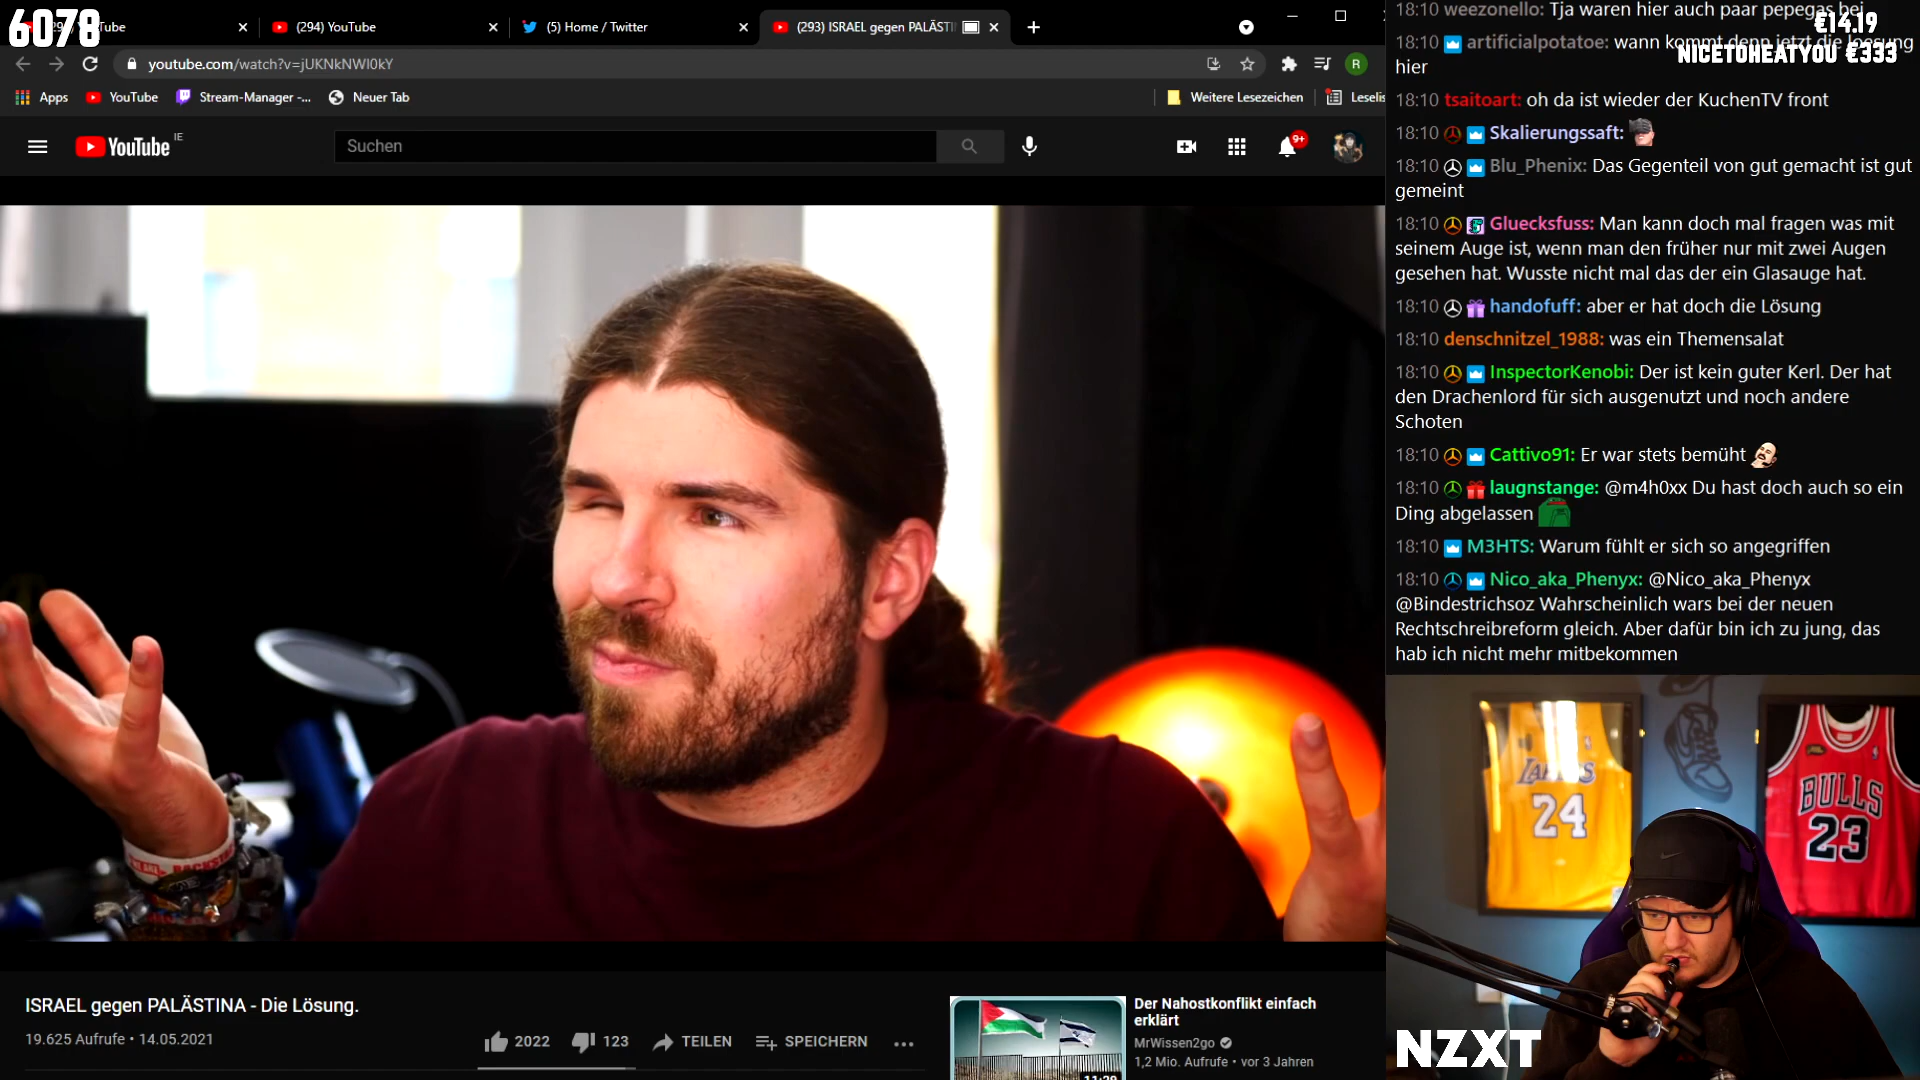 6078
Tube
(294) YouTube
(5) Home / Twitter
(293) ISRAEL gegen PALÄSTI
youtube.com/watch?v=jUKNkNWI0kY
R
Apps
YouTube
Stream-Manager -...
Neuer Tab
Weitere Lesezeichen
Leselis
YouTube
IE
Suchen
9+
ISRAEL gegen PALÄSTINA - Die Lösung.
19.625 Aufrufe • 14.05.2021
2022
123
TEILEN
SPEICHERN
Der Nahostkonflikt einfach
erklärt
MrWissen2go
1,2 Mio. Aufrufe • vor 3 Jahren
18:10 weezonello: Tja waren hier auch paar pepegas bei
€14.19
18:10 artificialpotatoe: wann kommt denn jetzt die loesung
hier
NICETOHEATYOU €333
18:10 tsaitoart: oh da ist wieder der KuchenTV front
18:10 Skalierungssaft:
18:10 Blu_Phenix: Das Gegenteil von gut gemacht ist gut
gemeint
18:10 Gluecksfuss: Man kann doch mal fragen was mit
seinem Auge ist, wenn man den früher nur mit zwei Augen
gesehen hat. Wusste nicht mal das der ein Glasauge hat.
18:10 handofuff: aber er hat doch die Lösung
18:10 denschnitzel_1988: was ein Themensalat
18:10 InspectorKenobi: Der ist kein guter Kerl. Der hat
den Drachenlord für sich ausgenutzt und noch andere
Schoten
18:10 Cattivo91: Er war stets bemüht
18:10 laugnstange: @m4h0xx Du hast doch auch so ein
Ding abgelassen
18:10 M3HTS: Warum fühlt er sich so angegriffen
18:10 Nico_aka_Phenyx: @Nico_aka_Phenyx
@Bindestrichsoz Wahrscheinlich wars bei der neuen
Rechtschreibreform gleich. Aber dafür bin ich zu jung, das
hab ich nicht mehr mitbekommen
LAKERS
24
BULLS
23
NZXT